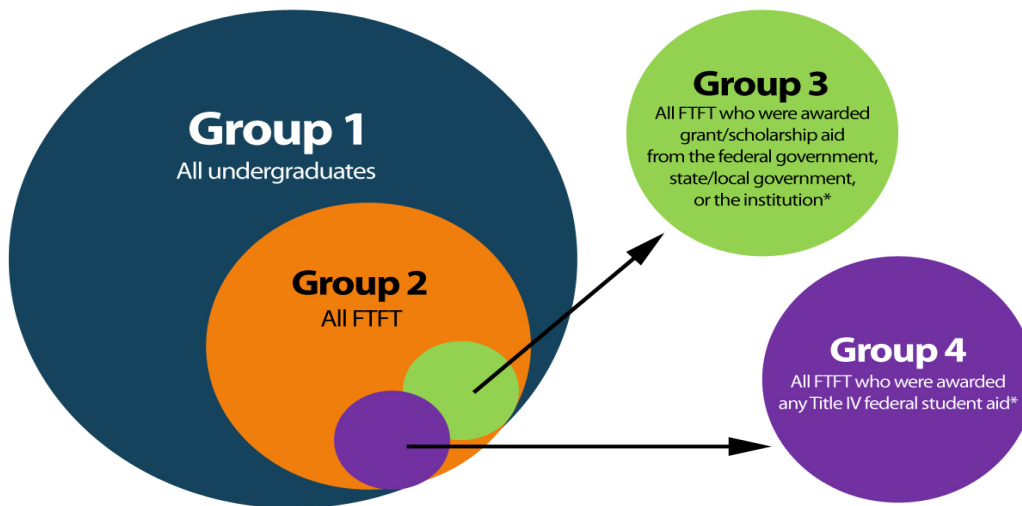 Group 1
All undergraduates
Group 2
All FTFT
Group 3
All FTFT who were awarded
grant/scholarship aid
from the federal government,
state/local government,
or the institution*
Group 4
All FTFT who were awarded
any Title IV federal student aid*